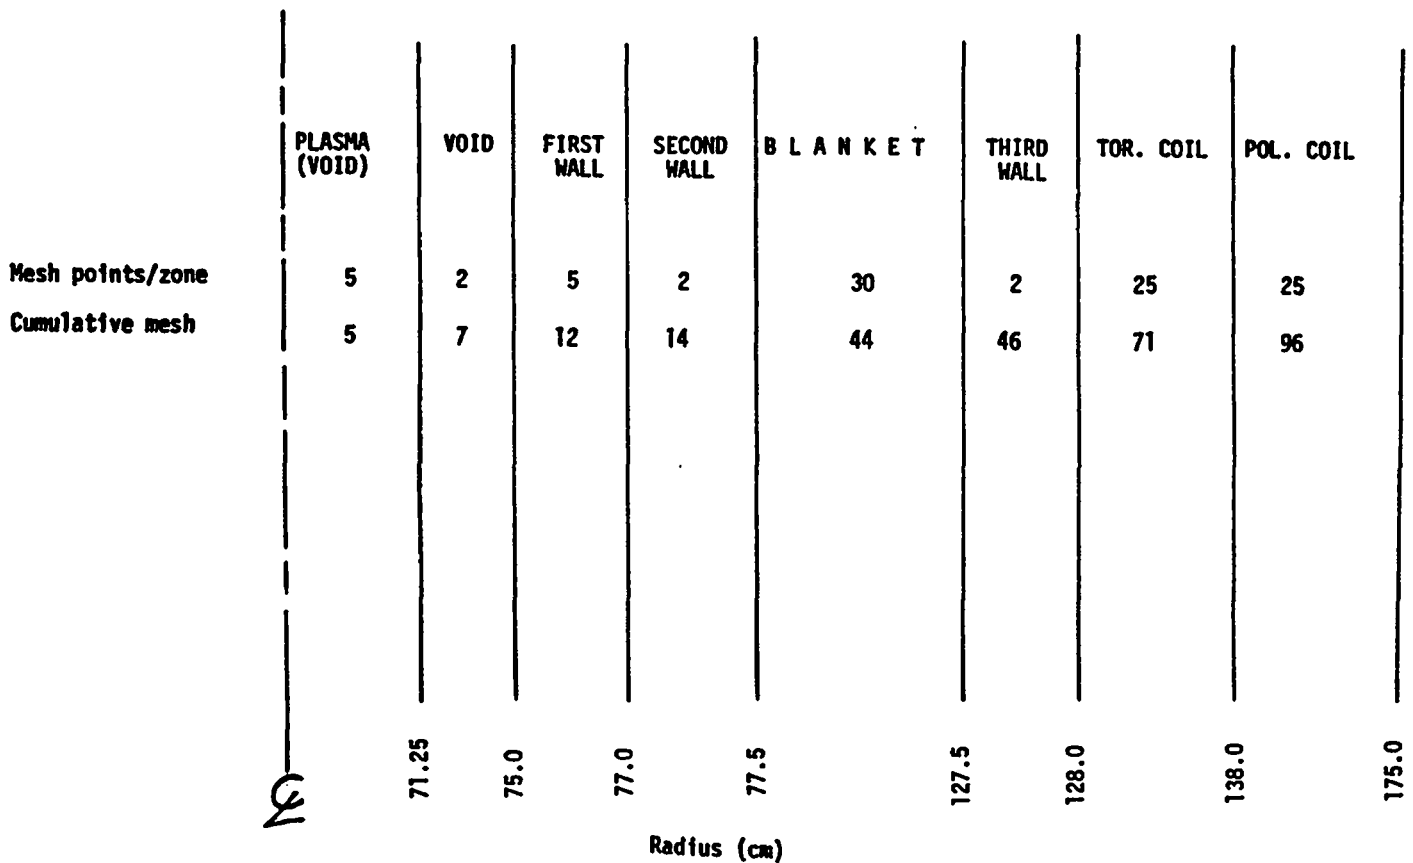 PLASMA VOID FIRST SECOND B L A N K E T THIRD TOR. COIL POL. COIL
(VOID) WALL WALL WALL
Mesh points/zone 5 2 5 2 30 2 25 25
Cumulative mesh 5 7 12 14 44 46 71 96
71.25 75.0 77.0 77.5 127.5 128.0 138.0 175.0
Radius (cm)